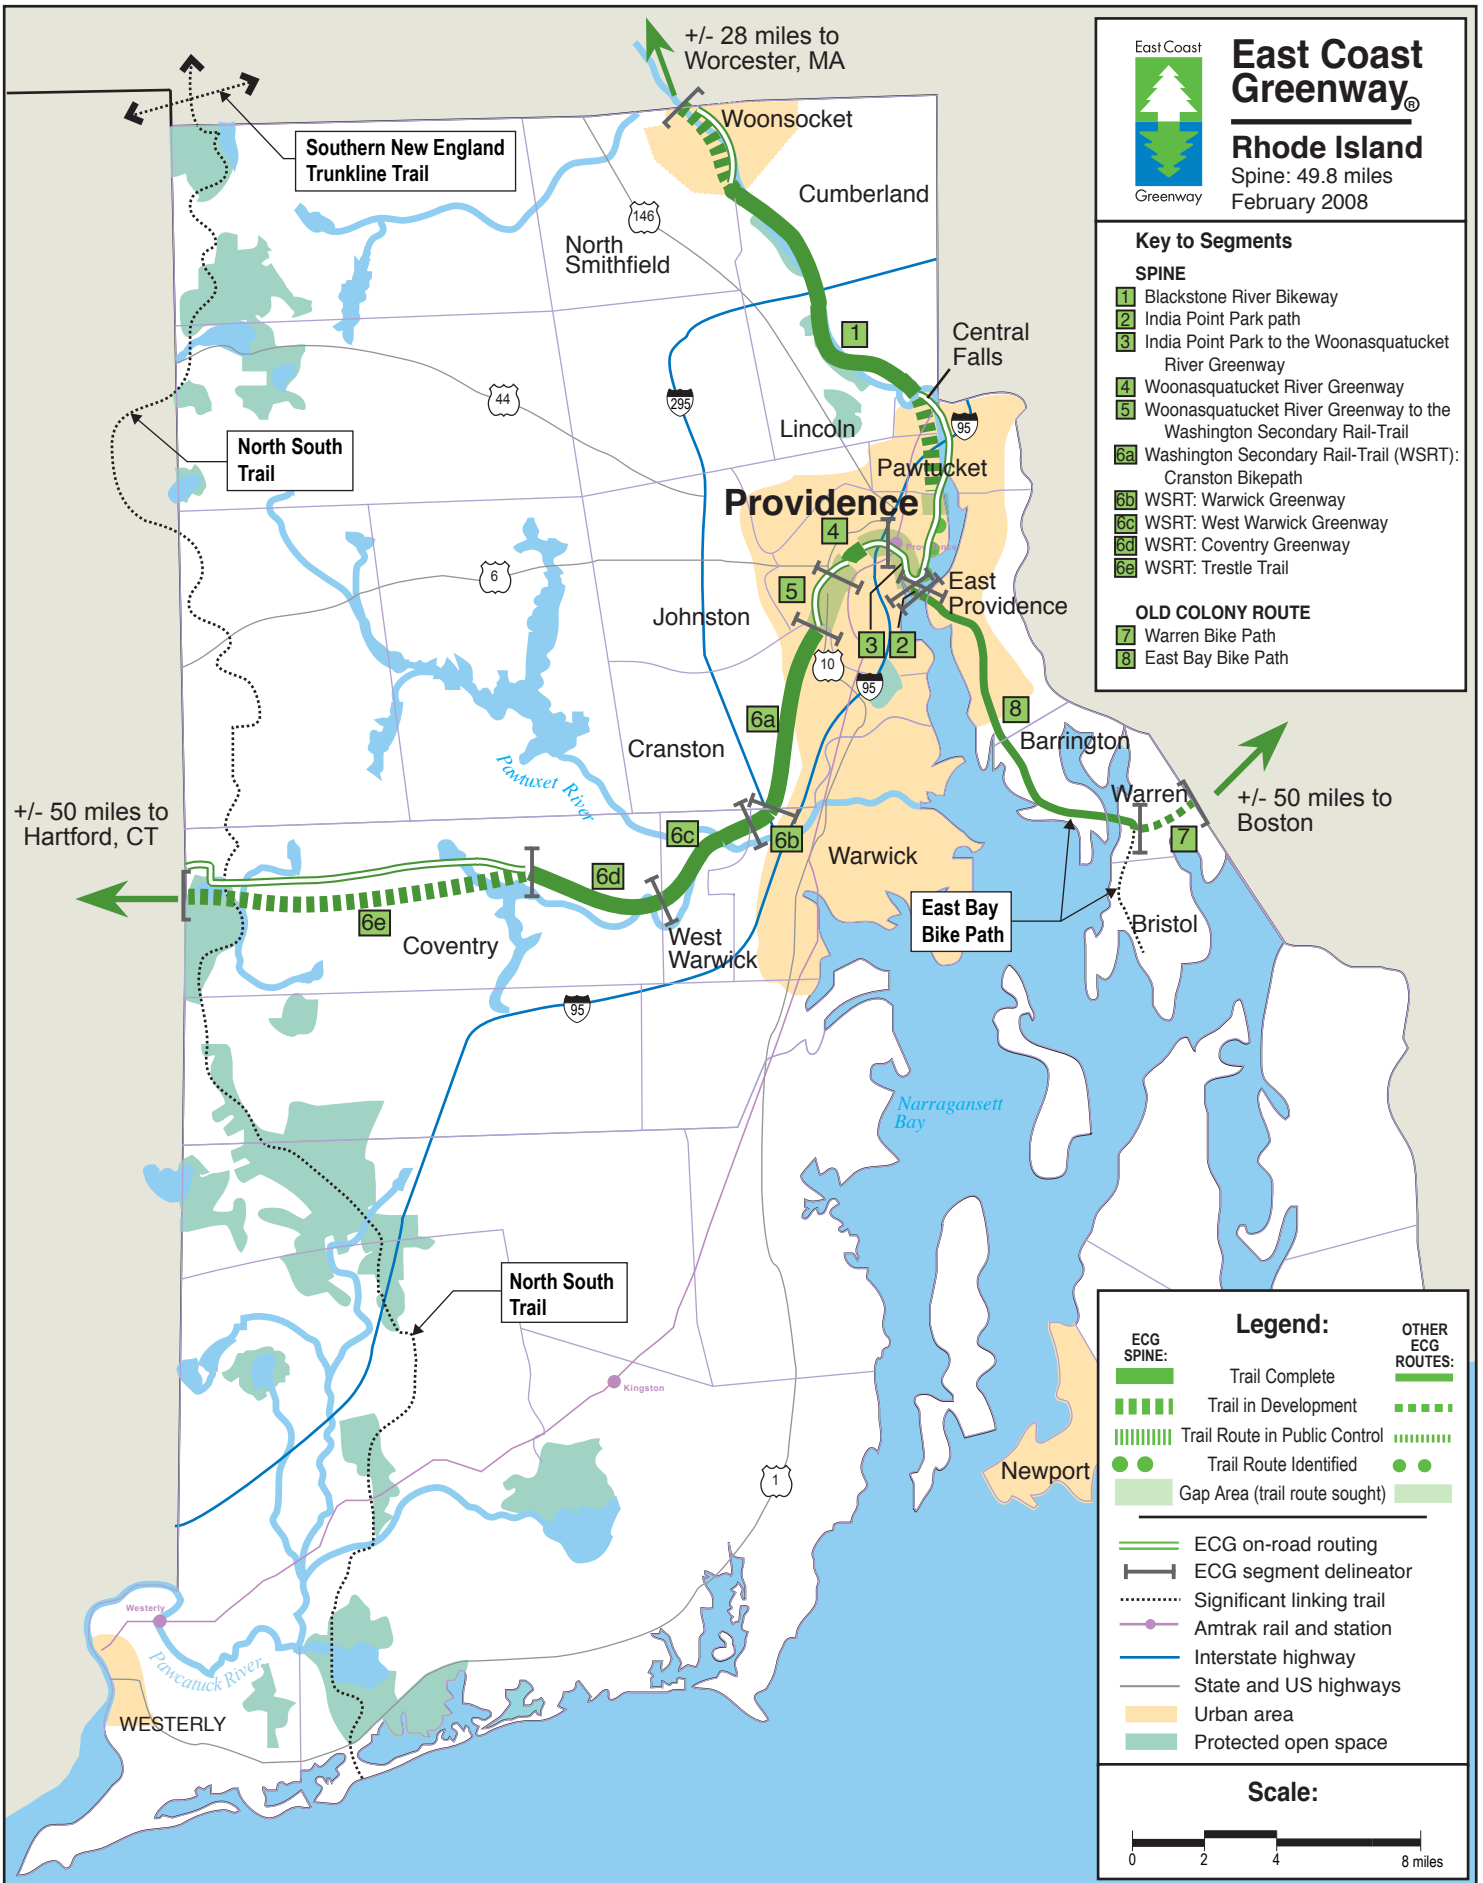 +/- 28 miles to
Worcester, MA
East Coast
Greenway
East Coast
Greenway®
Rhode Island
Spine: 49.8 miles
February 2008
Key to Segments
SPINE
1 Blackstone River Bikeway
2 India Point Park path
3 India Point Park to the Woonasquatucket
River Greenway
4 Woonasquatucket River Greenway
5 Woonasquatucket River Greenway to the
Washington Secondary Rail-Trail
6a Washington Secondary Rail-Trail (WSRT):
Cranston Bikepath
6b WSRT: Warwick Greenway
6c WSRT: West Warwick Greenway
6d WSRT: Coventry Greenway
6e WSRT: Trestle Trail
OLD COLONY ROUTE
7 Warren Bike Path
8 East Bay Bike Path
Southern New England
Trunkline Trail
Woonsocket
Cumberland
146
North
Smithfield
1
Central
Falls
44
295
95
Lincoln
North South
Trail
Pawtucket
Providence
4
Providence
6
5
East
Providence
Johnston
3
2
10
95
6a
8
Cranston
Barrington
Pawtuxet River
+/- 50 miles to
Hartford, CT
Warren
+/- 50 miles to
Boston
6c
6b
7
Warwick
6d
6e
East Bay
Bike Path
Bristol
Coventry
West
Warwick
95
Narragansett
Bay
North South
Trail
Kingston
Newport
1
Westerly
Pawcatuck River
WESTERLY
Legend:
ECG
SPINE:
OTHER
ECG
ROUTES:
Trail Complete
Trail in Development
Trail Route in Public Control
Trail Route Identified
Gap Area (trail route sought)
ECG on-road routing
ECG segment delineator
Significant linking trail
Amtrak rail and station
Interstate highway
State and US highways
Urban area
Protected open space
Scale:
0 2 4 8 miles